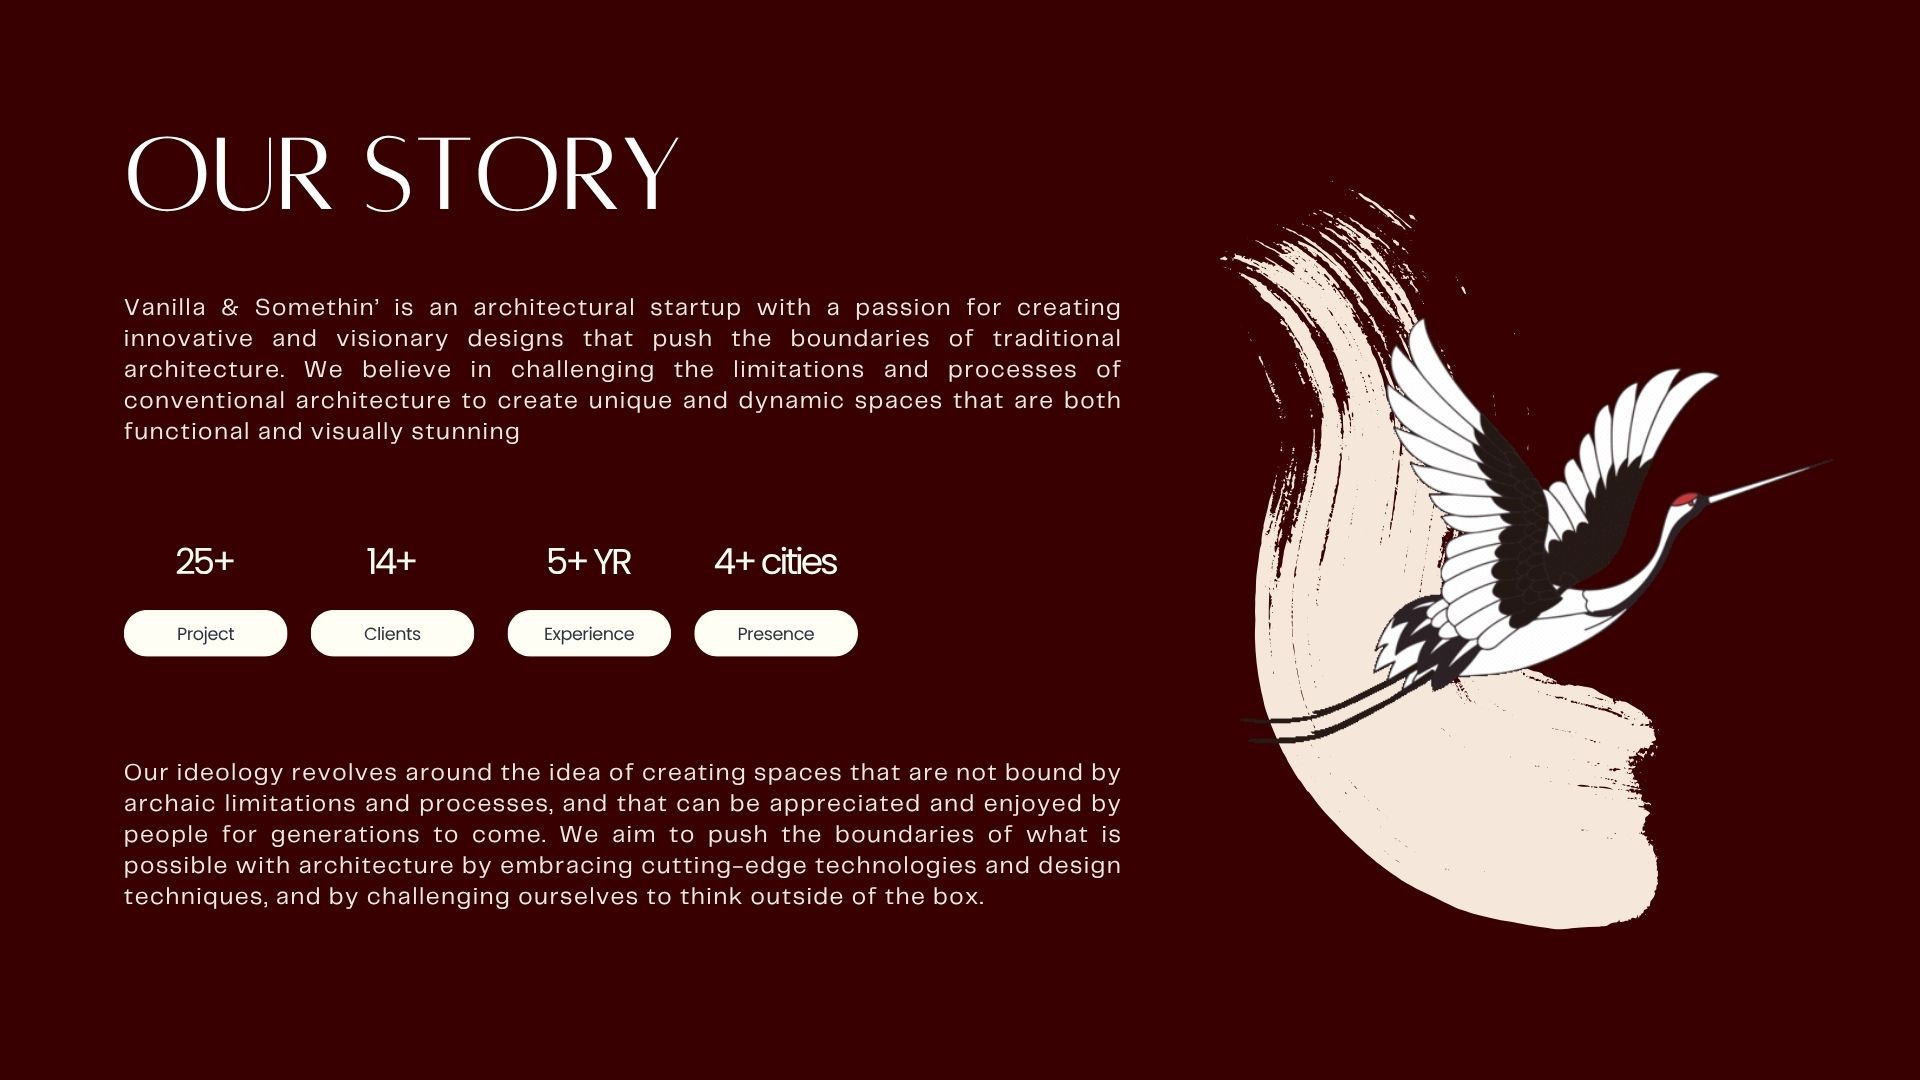 OUR STORY
Vanilla & Somethin’ is an architectural startup with a passion for creating
innovative and visionary designs that push the boundaries of traditional
architecture. We believe in challenging the limitations and processes of
conventional architecture to create unique and dynamic spaces that are both
functional and visually stunning
25+ 14+ 5+ YR 4+ cities
Project Clients Experience Presence
Our ideology revolves around the idea of creating spaces that are not bound by
archaic limitations and processes, and that can be appreciated and enjoyed by
people for generations to come. We aim to push the boundaries of what is
possible with architecture by embracing cutting-edge technologies and design
techniques, and by challenging ourselves to think outside of the box.